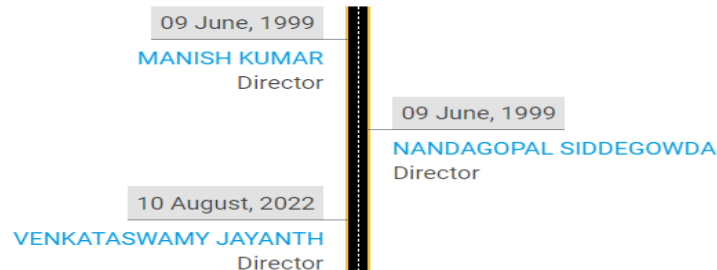 09 June, 1999
MANISH KUMAR
Director
09 June, 1999
NANDAGOPAL SIDDEGOWDA
Director
10 August, 2022
VENKATASWAMY JAYANTH
Director